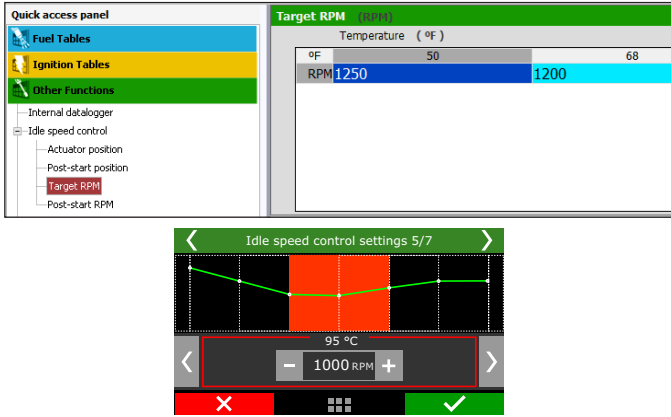 Quick access panel
Fuel Tables
Ignition Tables
Other Functions
Internal datalogger
Idle speed control
Actuator position
Post-start position
Target RPM
Post-start RPM
Target RPM (RPM)
Temperature (ºF)
ºF 50 68
RPM 1250 1200
Idle speed control settings 5/7
95 ºC
1000 RPM